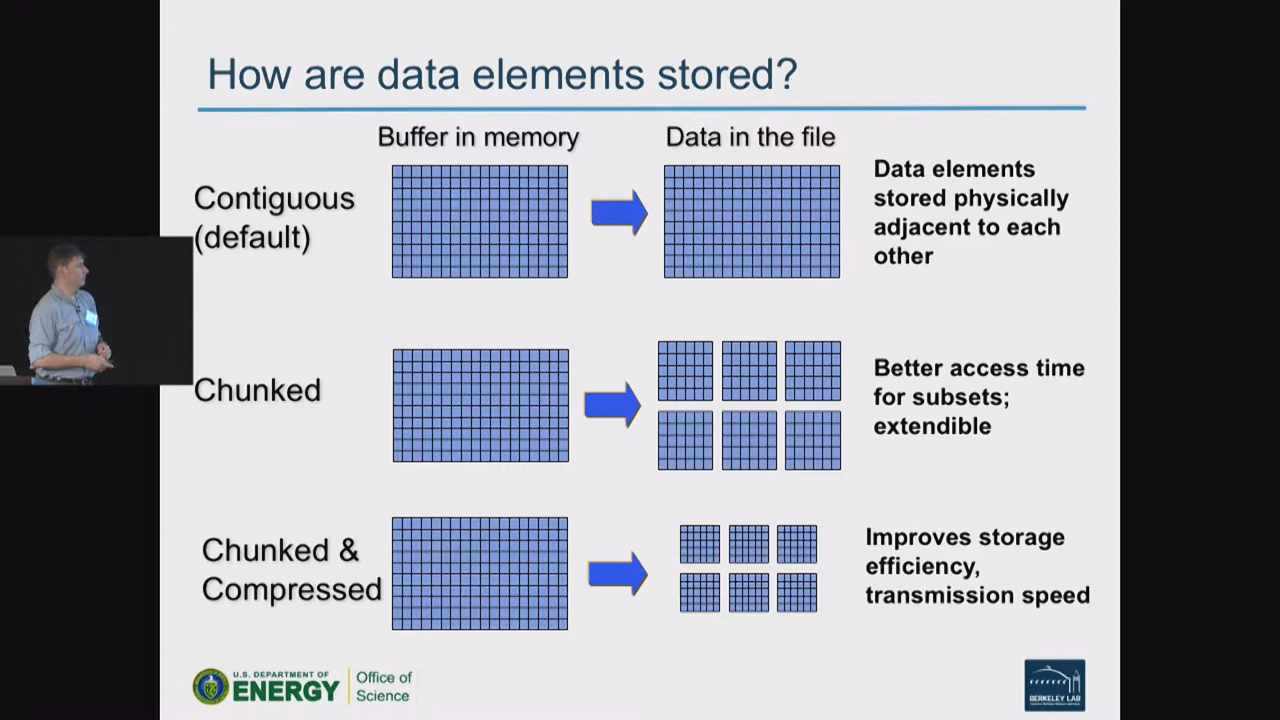 How are data elements stored?
Buffer in memory
Data in the file
Contiguous
(default)
Data elements
stored physically
adjacent to each
other
Chunked
Better access time
for subsets;
extendible
Chunked &
Compressed
Improves storage
efficiency,
transmission speed
U.S. DEPARTMENT OF
ENERGY
Office of
Science
BERKELEY LAB